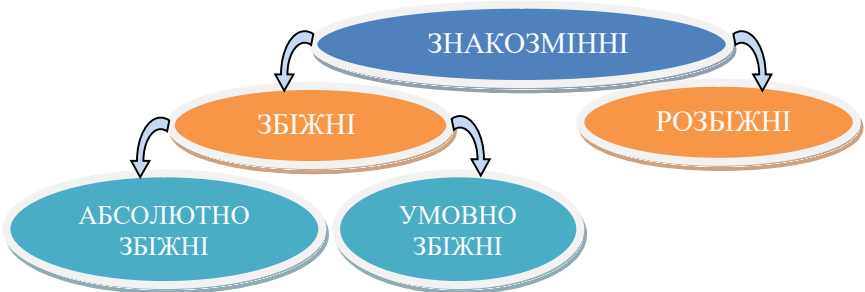 ЗНАКОЗМІННІ
ЗБІЖНІ
РОЗБІЖНІ
АБСОЛЮТНО
ЗБІЖНІ
УМОВНО
ЗБІЖНІ